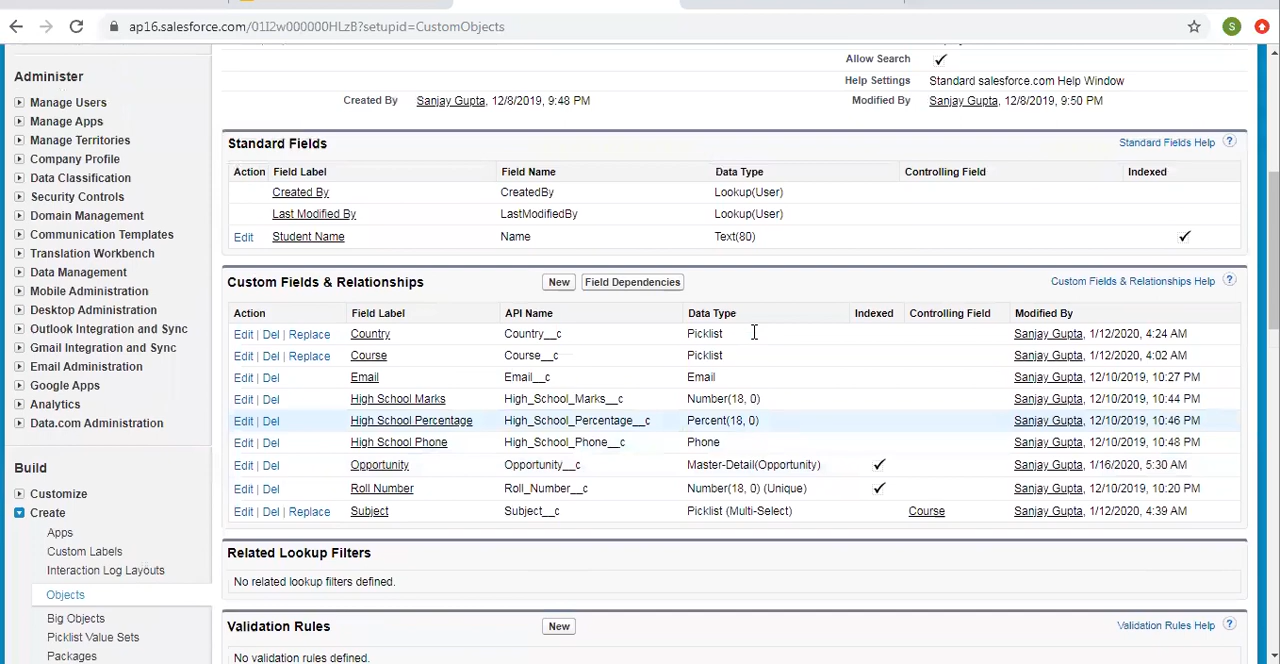 ap16.salesforce.com/01I2w000000HLzB?setupid=CustomObjects
S
Administer
Manage Users
Manage Apps
Manage Territories
Company Profile
Data Classification
Security Controls
Domain Management
Communication Templates
Translation Workbench
Data Management
Mobile Administration
Desktop Administration
Outlook Integration and Sync
Gmail Integration and Sync
Email Administration
Google Apps
Analytics
Data.com Administration
Build
Customize
Create
Apps
Custom Labels
Interaction Log Layouts
Objects
Big Objects
Picklist Value Sets
Packages
Allow Search
Help Settings Standard salesforce.com Help Window
Created By Sanjay Gupta, 12/8/2019, 9:48 PM Modified By Sanjay Gupta, 12/8/2019, 9:50 PM
Standard Fields Standard Fields Help ?
Action Field Label Field Name Data Type Controlling Field Indexed
Created By CreatedBy Lookup(User)
Last Modified By LastModifiedBy Lookup(User)
Edit Student Name Name Text(80)
Custom Fields & Relationships New Field Dependencies Custom Fields & Relationships Help ?
Action Field Label API Name Data Type Indexed Controlling Field Modified By
Edit | Del | Replace Country Country__c Picklist Sanjay Gupta, 1/12/2020, 4:24 AM
Edit | Del | Replace Course Course__c Picklist Sanjay Gupta, 1/12/2020, 4:02 AM
Edit | Del Email Email__c Email Sanjay Gupta, 12/10/2019, 10:27 PM
Edit | Del High School Marks High_School_Marks__c Number(18, 0) Sanjay Gupta, 12/10/2019, 10:44 PM
Edit | Del High School Percentage High_School_Percentage__c Percent(18, 0) Sanjay Gupta, 12/10/2019, 10:46 PM
Edit | Del High School Phone High_School_Phone__c Phone Sanjay Gupta, 12/10/2019, 10:48 PM
Edit | Del Opportunity Opportunity__c Master-Detail(Opportunity) Sanjay Gupta, 1/16/2020, 5:30 AM
Edit | Del Roll Number Roll_Number__c Number(18, 0) (Unique) Sanjay Gupta, 12/10/2019, 10:20 PM
Edit | Del | Replace Subject Subject__c Picklist (Multi-Select) Course Sanjay Gupta, 1/12/2020, 4:39 AM
Related Lookup Filters
No related lookup filters defined.
Validation Rules New Validation Rules Help ?
No validation rules defined.